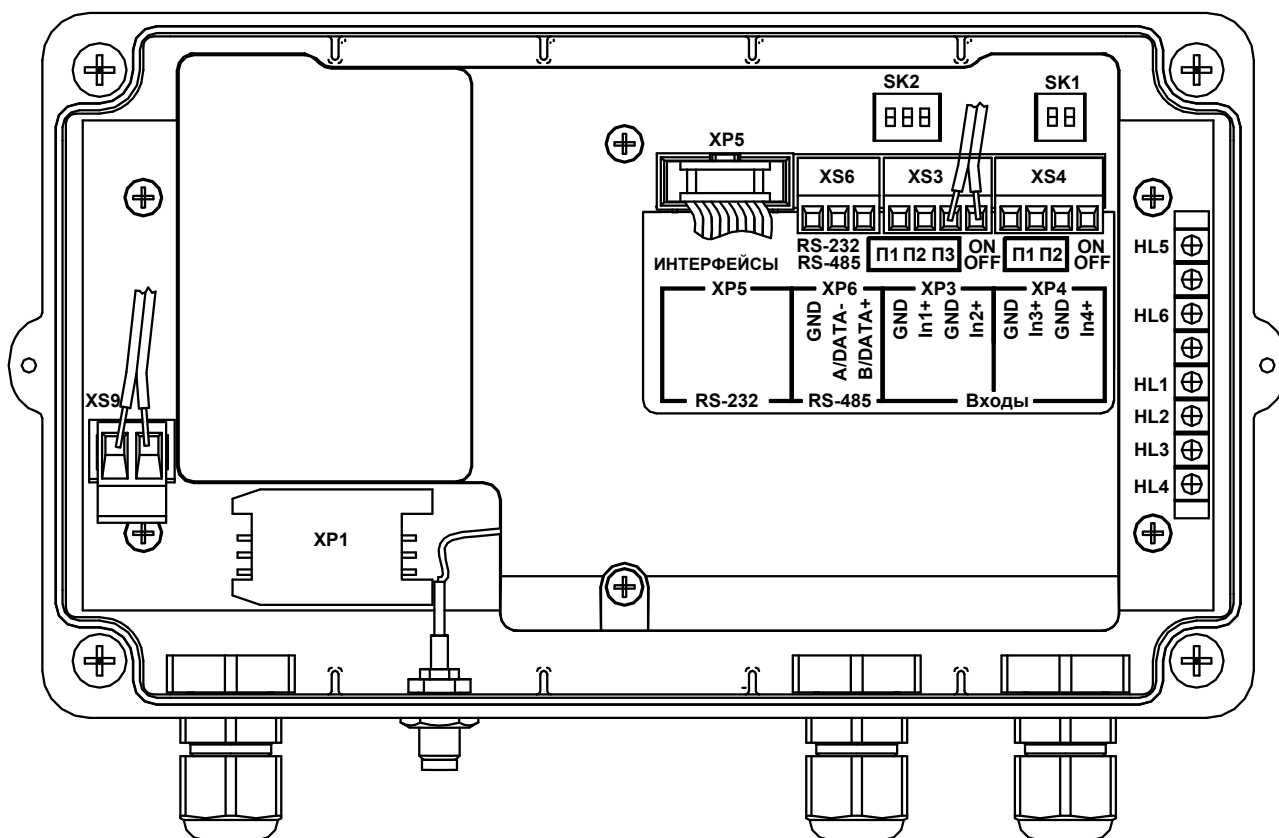 SK2 SK1
XP5
XS6 XS3 XS4
RS-232 П1 П2 П3 ON П1 П2 ON
RS-485 OFF OFF
ИНТЕРФЕЙСЫ
XP5 XP6 XP3 XP4
GND
A/DATA-
B/DATA+
GND
In1+
GND
In2+
GND
In3+
GND
In4+
RS-232 RS-485 Входы
HL5
HL6
HL1
HL2
HL3
HL4
XS9
XP1